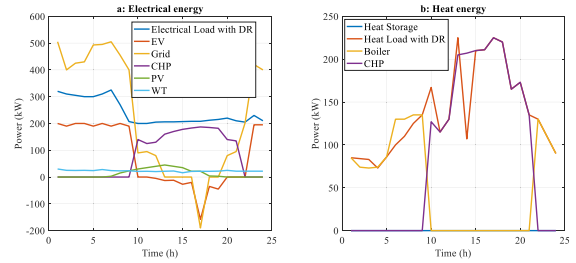 a: Electrical energy
600
500
400
300
200
100
0
-100
-200
Power (kW)
Electrical Load with DR
EV
Grid
CHP
PV
WT
0
5
10
15
20
25
Time (h)
b: Heat energy
250
200
150
100
50
0
Power (kW)
Heat Storage
Heat Load with DR
Boiler
CHP
0
5
10
15
20
25
Time (h)